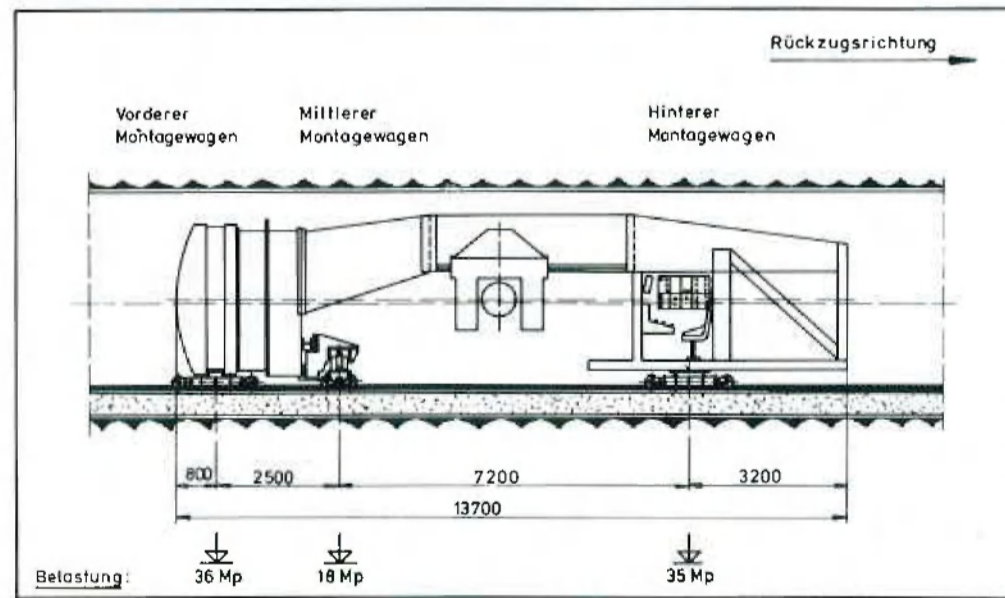 Rückzugsrichtung
Vorderer
Montagewagen
Mittlerer
Montagewagen
Hinterer
Montagewagen
800
2500
7200
3200
13700
Belastung:
36 Mp
18 Mp
35 Mp